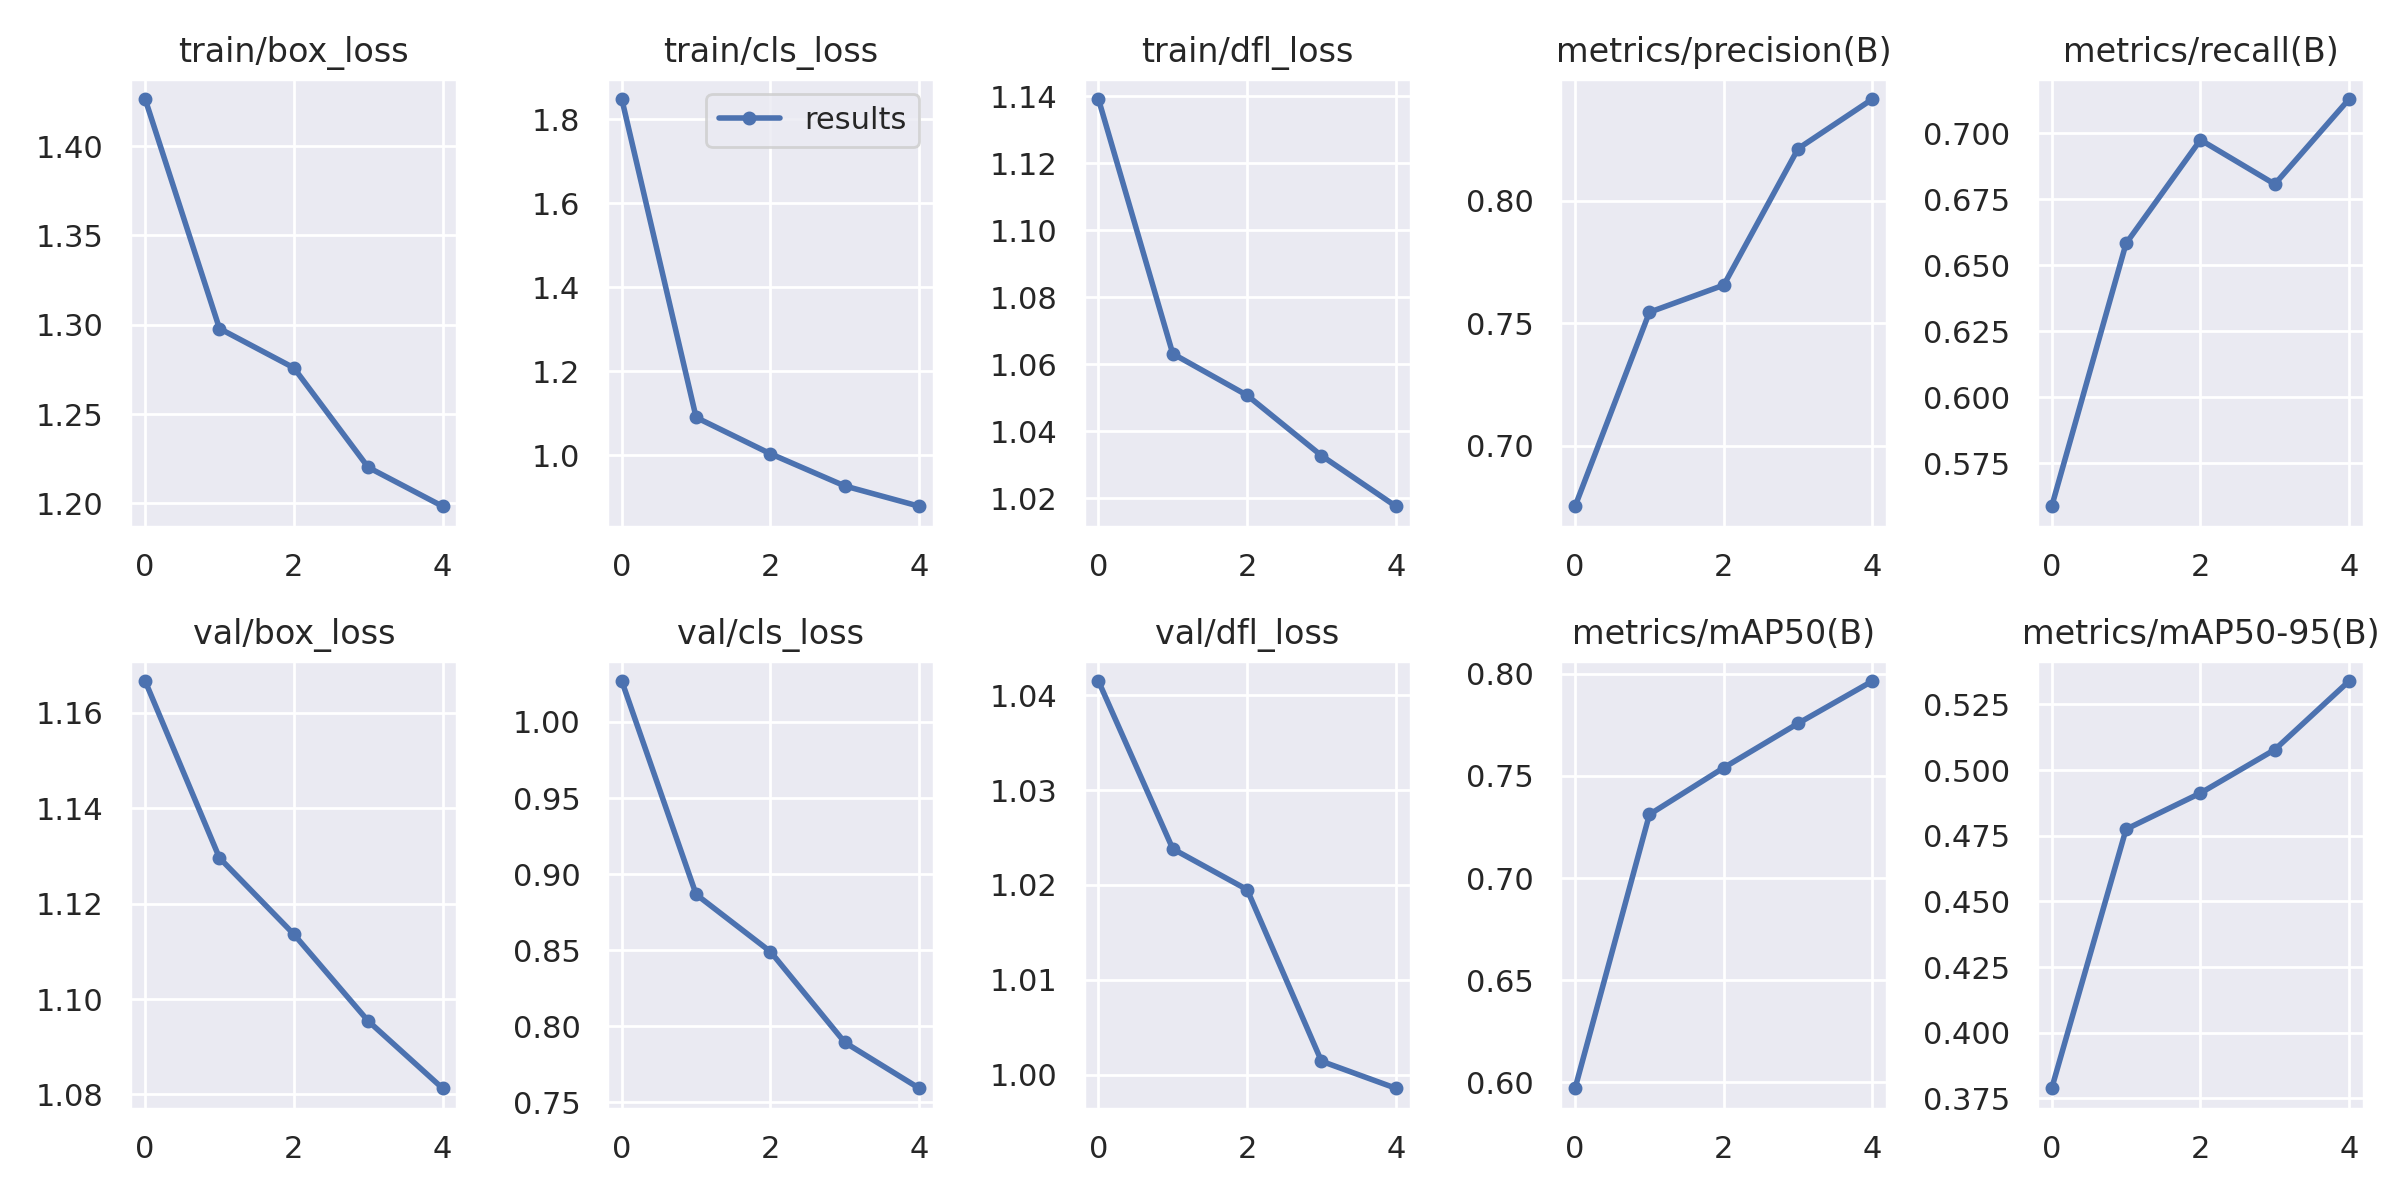 train/box_loss
train/cls_loss
train/dfl_loss
metrics/precision(B)
metrics/recall(B)
1.40
1.35
1.30
1.25
1.20
0 2 4
results
1.8
1.6
1.4
1.2
1.0
0 2 4
1.14
1.12
1.10
1.08
1.06
1.04
1.02
0 2 4
0.80
0.75
0.70
0 2 4
0.700
0.675
0.650
0.625
0.600
0.575
0 2 4
val/box_loss
val/cls_loss
val/dfl_loss
metrics/mAP50(B)
metrics/mAP50-95(B)
1.16
1.14
1.12
1.10
1.08
0 2 4
1.00
0.95
0.90
0.85
0.80
0.75
0 2 4
1.04
1.03
1.02
1.01
1.00
0 2 4
0.80
0.75
0.70
0.65
0.60
0 2 4
0.525
0.500
0.475
0.450
0.425
0.400
0.375
0 2 4